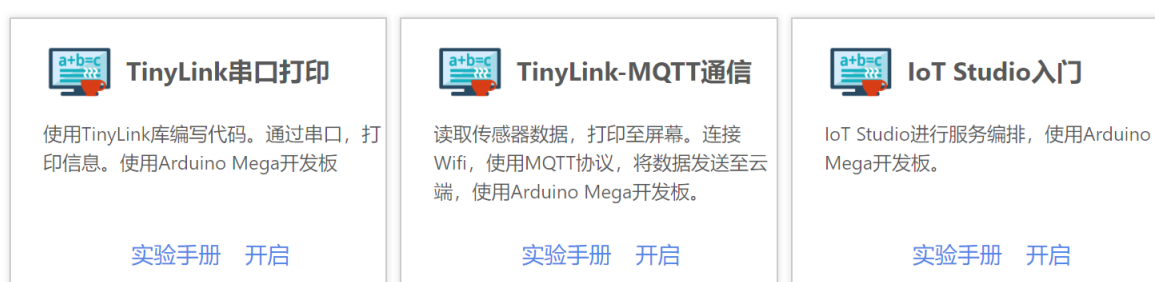 a+b=c
TinyLink串口打印
使用TinyLink库编写代码。通过串口，打
印信息。使用Arduino Mega开发板
实验手册 开启
a+b=c
TinyLink-MQTT通信
读取传感器数据，打印至屏幕。连接
Wifi，使用MQTT协议，将数据发送至云
端，使用Arduino Mega开发板。
实验手册 开启
a+b=c
IoT Studio入门
IoT Studio进行服务编排，使用Arduino
Mega开发板。
实验手册 开启